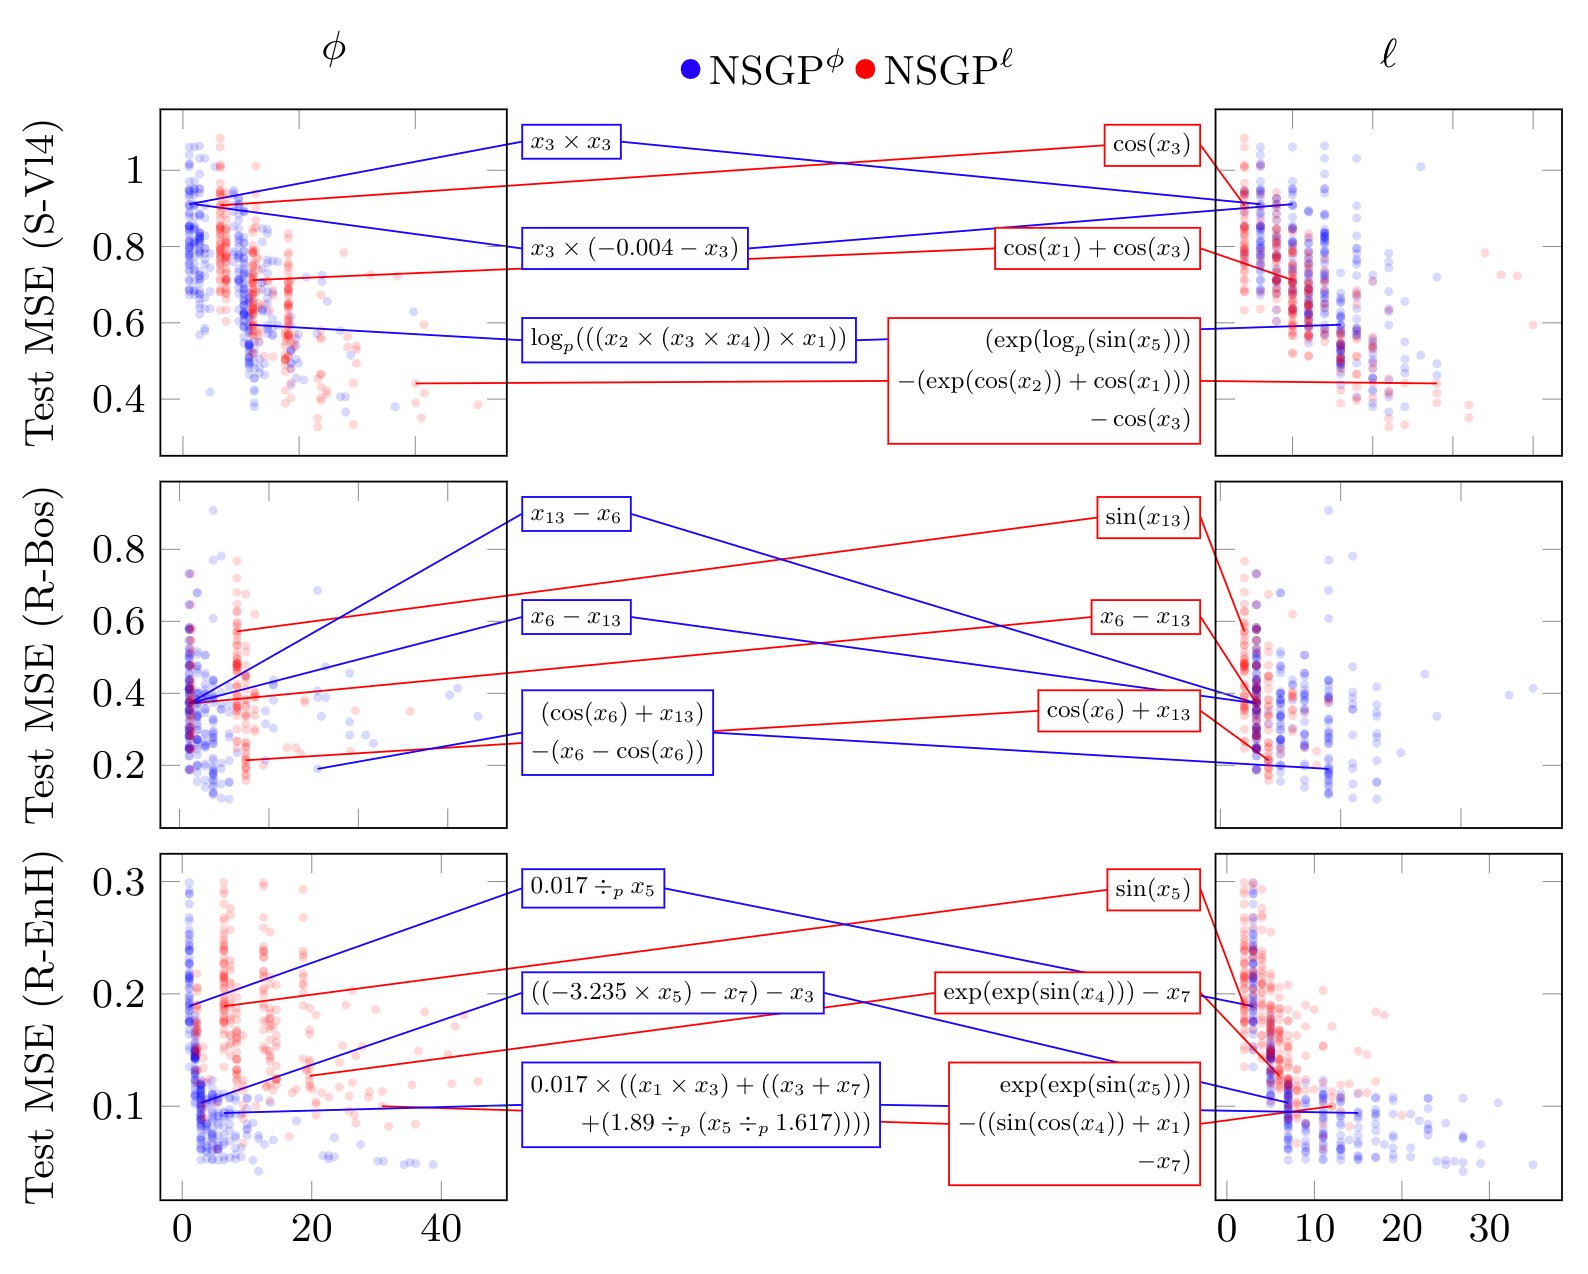 ϕ
NSGP^ϕ NSGP^ℓ
ℓ
Test MSE (S-Vl4)
1
0.8
0.6
0.4
x₃ × x₃
cos(x₃)
x₃ × (−0.004 − x₃)
cos(x₁) + cos(x₃)
logₚ(((x₂ × (x₃ × x₄)) × x₁))
(exp(logₚ(sin(x₅)))
−(exp(cos(x₂)) + cos(x₁)))
− cos(x₃)
Test MSE (R-Bos)
0.8
0.6
0.4
0.2
x₁₃ − x₆
sin(x₁₃)
x₆ − x₁₃
x₆ − x₁₃
(cos(x₆) + x₁₃)
−(x₆ − cos(x₆))
cos(x₆) + x₁₃
Test MSE (R-EnH)
0.3
0.2
0.1
0.017 ÷ₚ x₅
sin(x₅)
((−3.235 × x₅) − x₇) − x₃
exp(exp(sin(x₄))) − x₇
0.017 × ((x₁ × x₃) + ((x₃ + x₇)
+(1.89 ÷ₚ (x₅ ÷ₚ 1.617))))
exp(exp(sin(x₅)))
−((sin(cos(x₄)) + x₁)
−x₇)
0 20 40
0 10 20 30